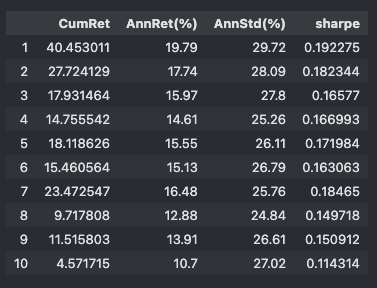 CumRet AnnRet(%) AnnStd(%) sharpe
1 40.453011 19.79 29.72 0.192275
2 27.724129 17.74 28.09 0.182344
3 17.931464 15.97 27.8 0.16577
4 14.755542 14.61 25.26 0.166993
5 18.118626 15.55 26.11 0.171984
6 15.460564 15.13 26.79 0.163063
7 23.472547 16.48 25.76 0.18465
8 9.717808 12.88 24.84 0.149718
9 11.515803 13.91 26.61 0.150912
10 4.571715 10.7 27.02 0.114314